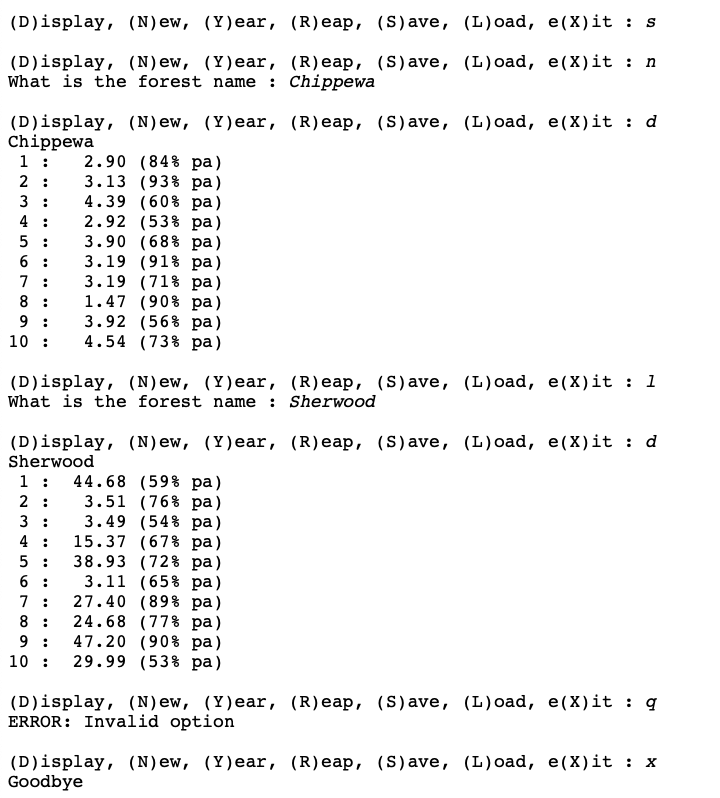 (D)isplay, (N)ew, (Y)ear, (R)eap, (S)ave, (L)oad, e(X)it : s
(D)isplay, (N)ew, (Y)ear, (R)eap, (S)ave, (L)oad, e(X)it : n
What is the forest name : Chippewa
(D)isplay, (N)ew, (Y)ear, (R)eap, (S)ave, (L)oad, e(X)it : d
Chippewa
 1 :   2.90 (84% pa)
 2 :   3.13 (93% pa)
 3 :   4.39 (60% pa)
 4 :   2.92 (53% pa)
 5 :   3.90 (68% pa)
 6 :   3.19 (91% pa)
 7 :   3.19 (71% pa)
 8 :   1.47 (90% pa)
 9 :   3.92 (56% pa)
10 :   4.54 (73% pa)
(D)isplay, (N)ew, (Y)ear, (R)eap, (S)ave, (L)oad, e(X)it : l
What is the forest name : Sherwood
(D)isplay, (N)ew, (Y)ear, (R)eap, (S)ave, (L)oad, e(X)it : d
Sherwood
 1 :  44.68 (59% pa)
 2 :   3.51 (76% pa)
 3 :   3.49 (54% pa)
 4 :  15.37 (67% pa)
 5 :  38.93 (72% pa)
 6 :   3.11 (65% pa)
 7 :  27.40 (89% pa)
 8 :  24.68 (77% pa)
 9 :  47.20 (90% pa)
10 :  29.99 (53% pa)
(D)isplay, (N)ew, (Y)ear, (R)eap, (S)ave, (L)oad, e(X)it : q
ERROR: Invalid option
(D)isplay, (N)ew, (Y)ear, (R)eap, (S)ave, (L)oad, e(X)it : x
Goodbye